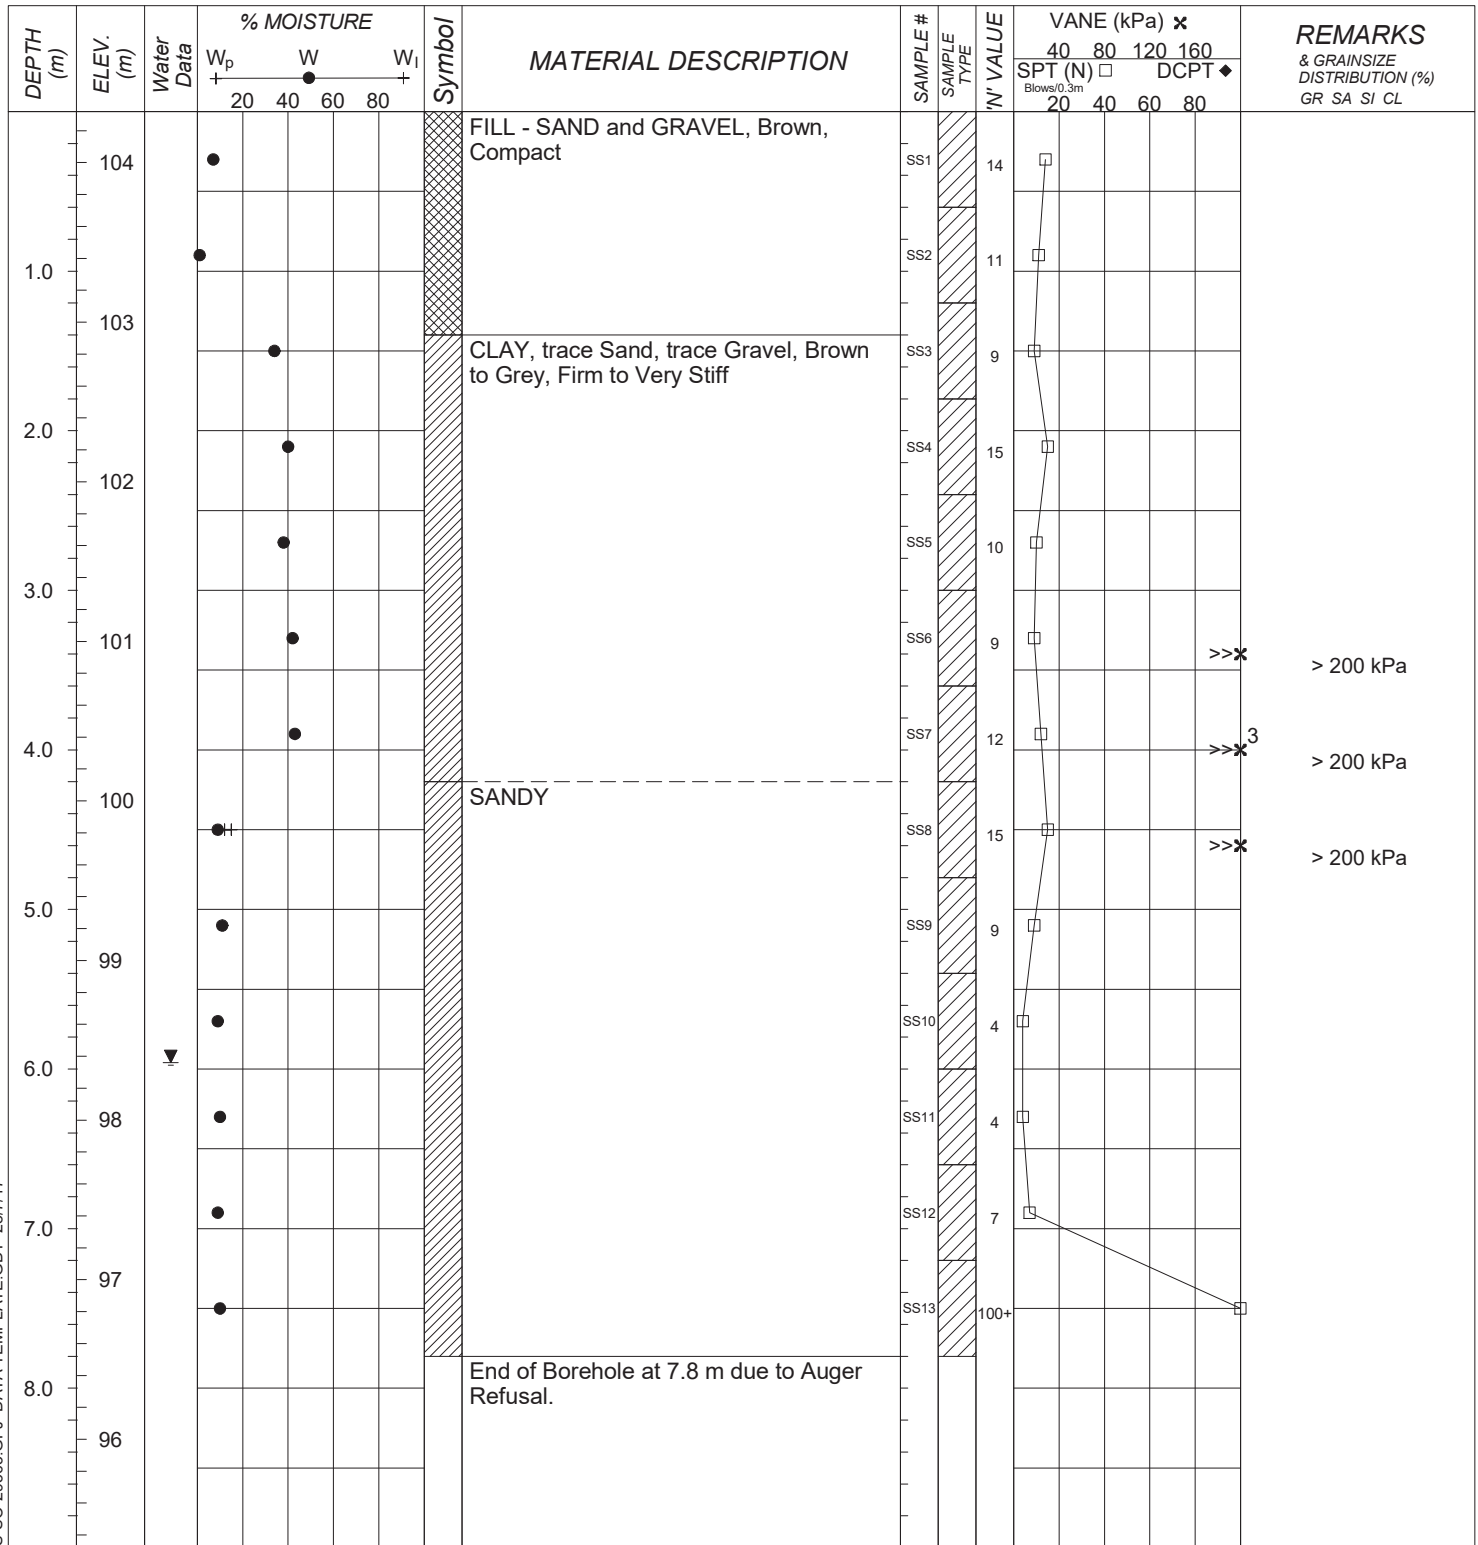 DEPTH (m)
ELEV. (m)
Water Data
% MOISTURE
Wp W Wl
20 40 60 80
Symbol
MATERIAL DESCRIPTION
SAMPLE #
SAMPLE TYPE
'N' VALUE
VANE (kPa)
40 80 120 160
SPT (N) DCPT
Blows/0.3m
20 40 60 80
REMARKS
& GRAINSIZE
DISTRIBUTION (%)
GR SA SI CL
FILL - SAND and GRAVEL, Brown,
Compact
104 SS1 14
SS2 11
1.0
103
CLAY, trace Sand, trace Gravel, Brown
to Grey, Firm to Very Stiff
SS3 9
2.0
SS4 15
102
SS5 10
3.0
101 SS6 9
>> > 200 kPa
SS7 12
3
4.0 >> > 200 kPa
100
SANDY
SS8 15
>> > 200 kPa
5.0
SS9 9
99
SS10 4
6.0
98 SS11 4
SS12 7
7.0
97
SS13 100+
End of Borehole at 7.8 m due to Auger
Refusal.
8.0
96